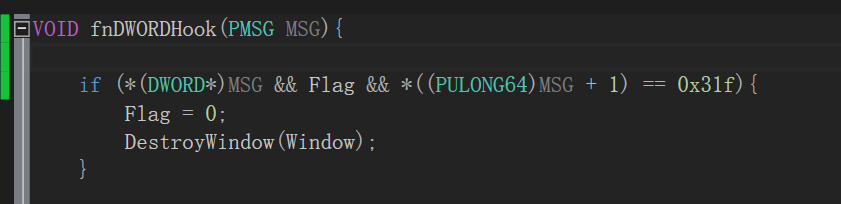 VOID fnDWORDHook(PMSG MSG){
if (*(DWORD*)MSG && Flag && *((PULONG64)MSG + 1) == 0x31f){
Flag = 0;
DestroyWindow(Window);
}